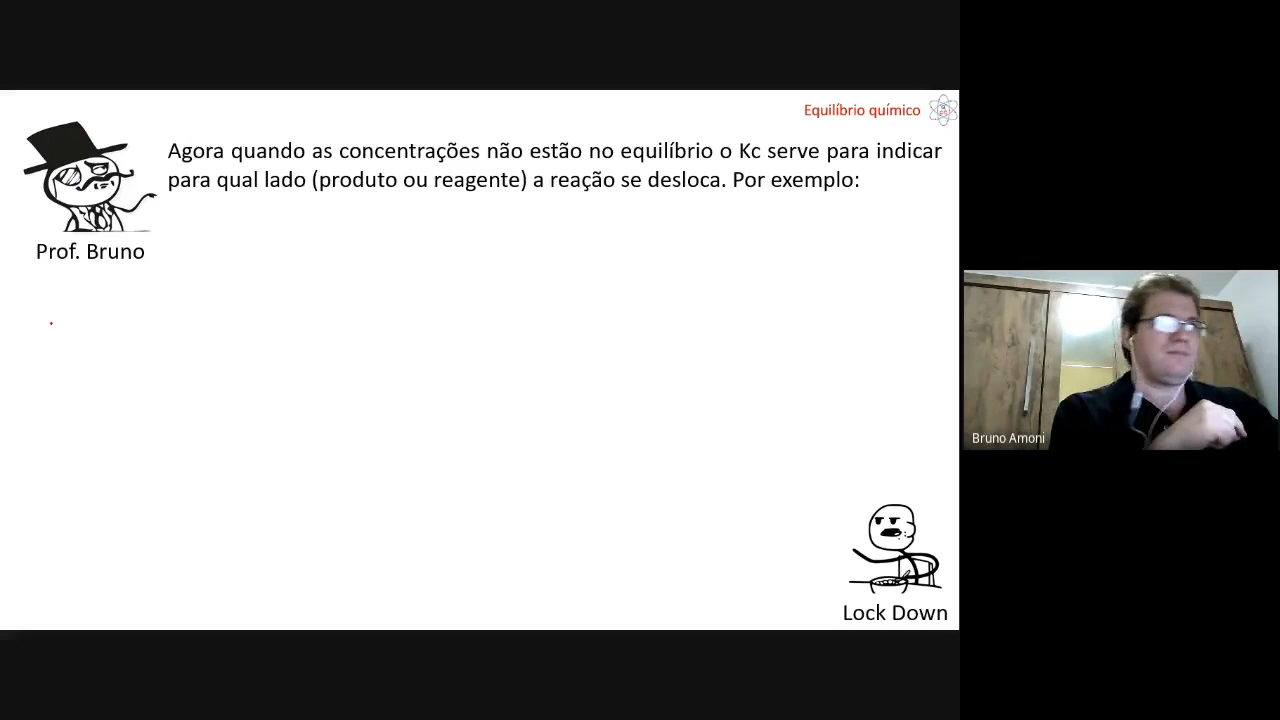 Equilíbrio químico
Agora quando as concentrações não estão no equilíbrio o Kc serve para indicar
para qual lado (produto ou reagente) a reação se desloca. Por exemplo:
Prof. Bruno
Bruno Amoni
Lock Down